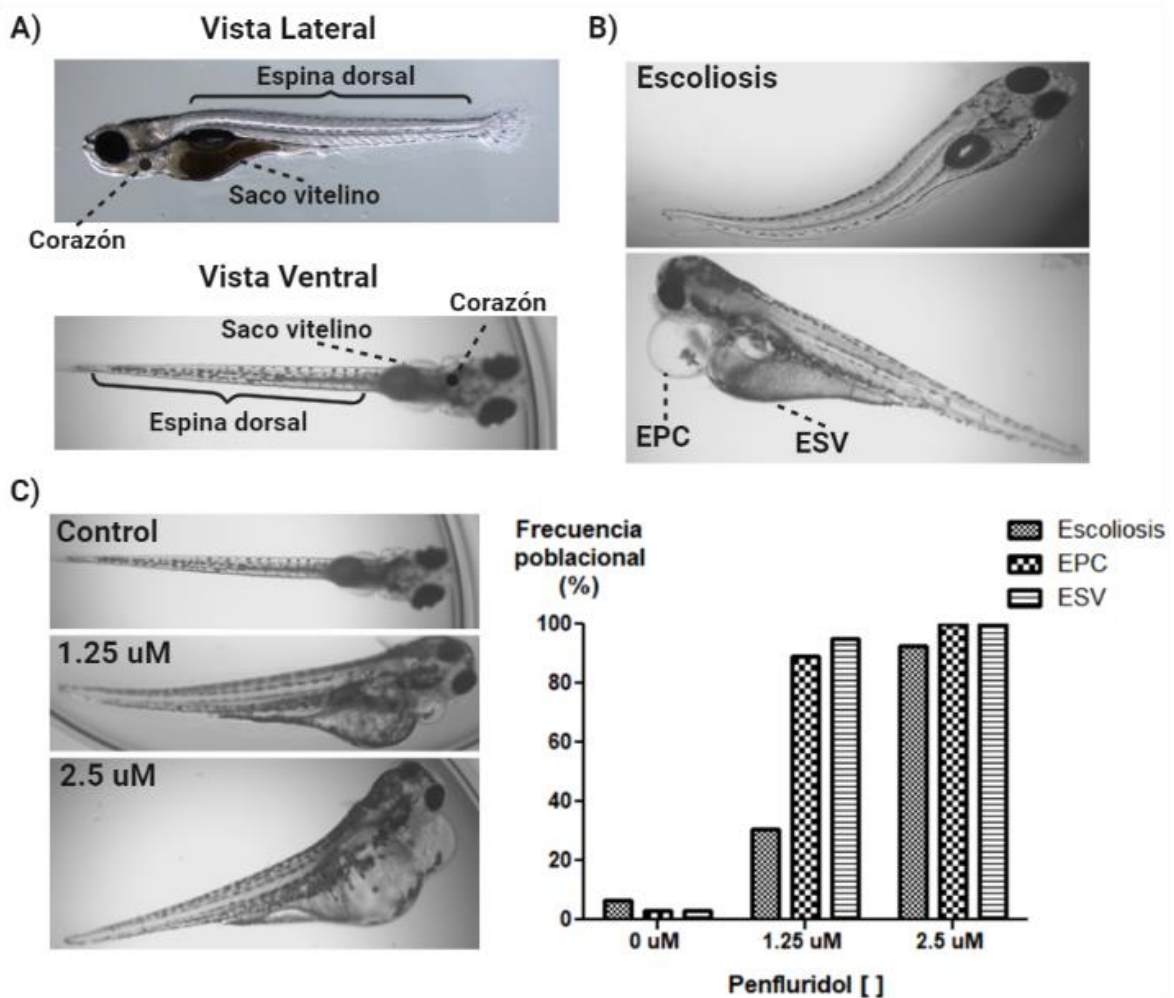 A)
Vista Lateral
Espina dorsal
Saco vitelino
Corazón
Vista Ventral
Corazón
Saco vitelino
Espina dorsal
B)
Escoliosis
EPC
ESV
C)
Control
1.25 uM
2.5 uM
Frecuencia
poblacional
(%)
Escoliosis
EPC
ESV
100
80
60
40
20
0
0 uM
1.25 uM
2.5 uM
Penfluridol [ ]